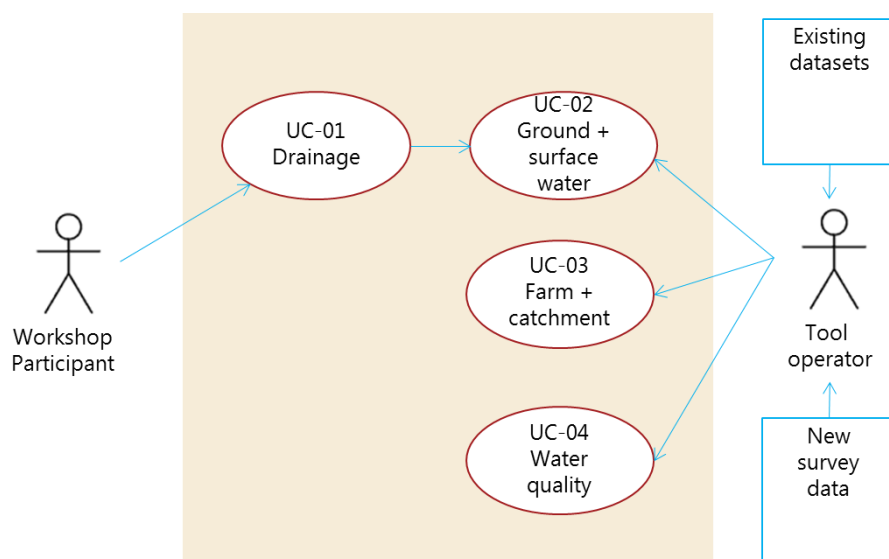 UC-01
Drainage
UC-02
Ground +
surface
water
Existing
datasets
UC-03
Farm +
catchment
Workshop
Participant
Tool
operator
UC-04
Water
quality
New
survey
data